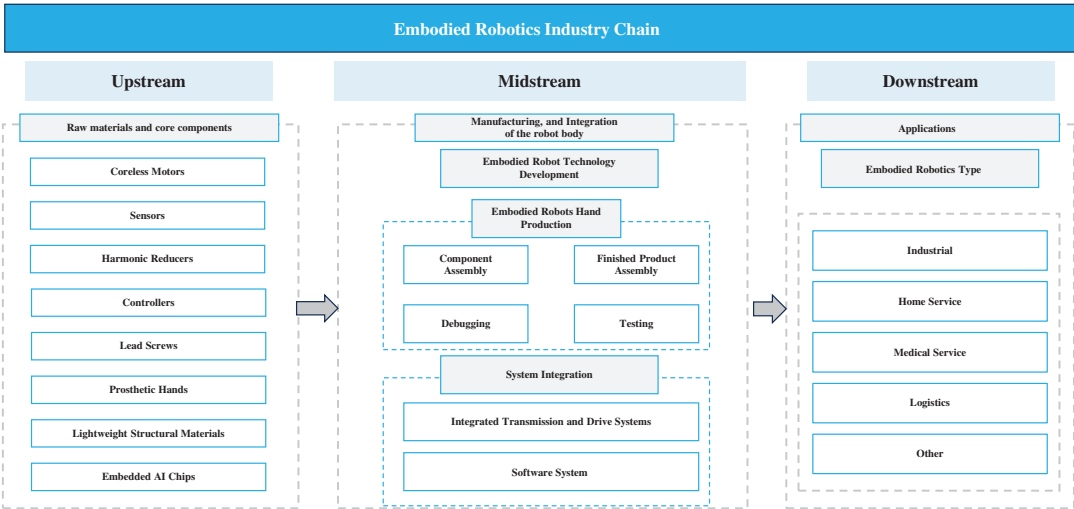 Embodied Robotics Industry Chain
Upstream
Raw materials and core components
Coreless Motors
Sensors
Harmonic Reducers
Controllers
Lead Screws
Prosthetic Hands
Lightweight Structural Materials
Embedded AI Chips
Midstream
Manufacturing, and Integration
of the robot body
Embodied Robot Technology
Development
Embodied Robots Hand
Production
Component
Assembly
Finished Product
Assembly
Debugging
Testing
System Integration
Integrated Transmission and Drive Systems
Software System
Downstream
Applications
Embodied Robotics Type
Industrial
Home Service
Medical Service
Logistics
Other